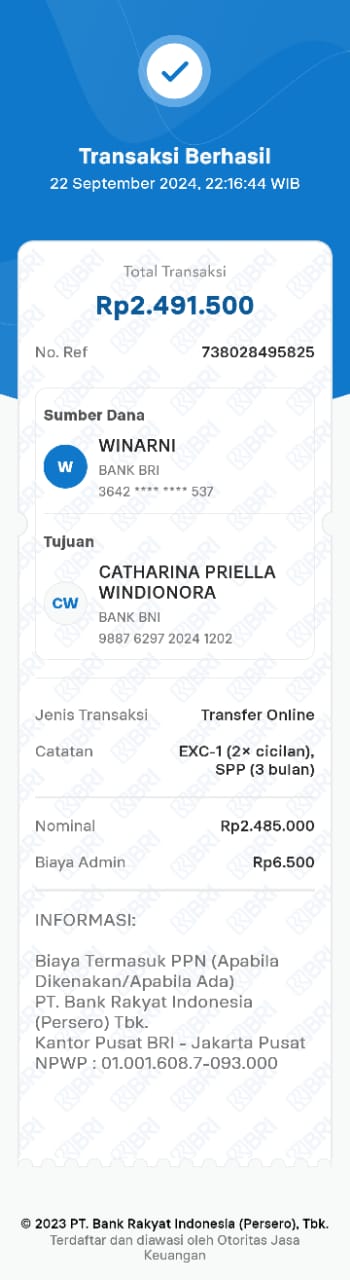 Transaksi Berhasil
22 September 2024, 22:16:44 WIB
Total Transaksi
Rp2.491.500
No. Ref 738028495825
Sumber Dana
W
WINARNI
BANK BRI
3642 **** **** 537
Tujuan
CW
CATHARINA PRIELLA
WINDIONORA
BANK BNI
9887 6297 2024 1202
Jenis Transaksi Transfer Online
Catatan EXC-1 (2× cicilan),
SPP (3 bulan)
Nominal Rp2.485.000
Biaya Admin Rp6.500
INFORMASI:
Biaya Termasuk PPN (Apabila
Dikenakan/Apabila Ada)
PT. Bank Rakyat Indonesia
(Persero) Tbk.
Kantor Pusat BRI - Jakarta Pusat
NPWP : 01.001.608.7-093.000
© 2023 PT. Bank Rakyat Indonesia (Persero), Tbk.
Terdaftar dan diawasi oleh Otoritas Jasa
Keuangan